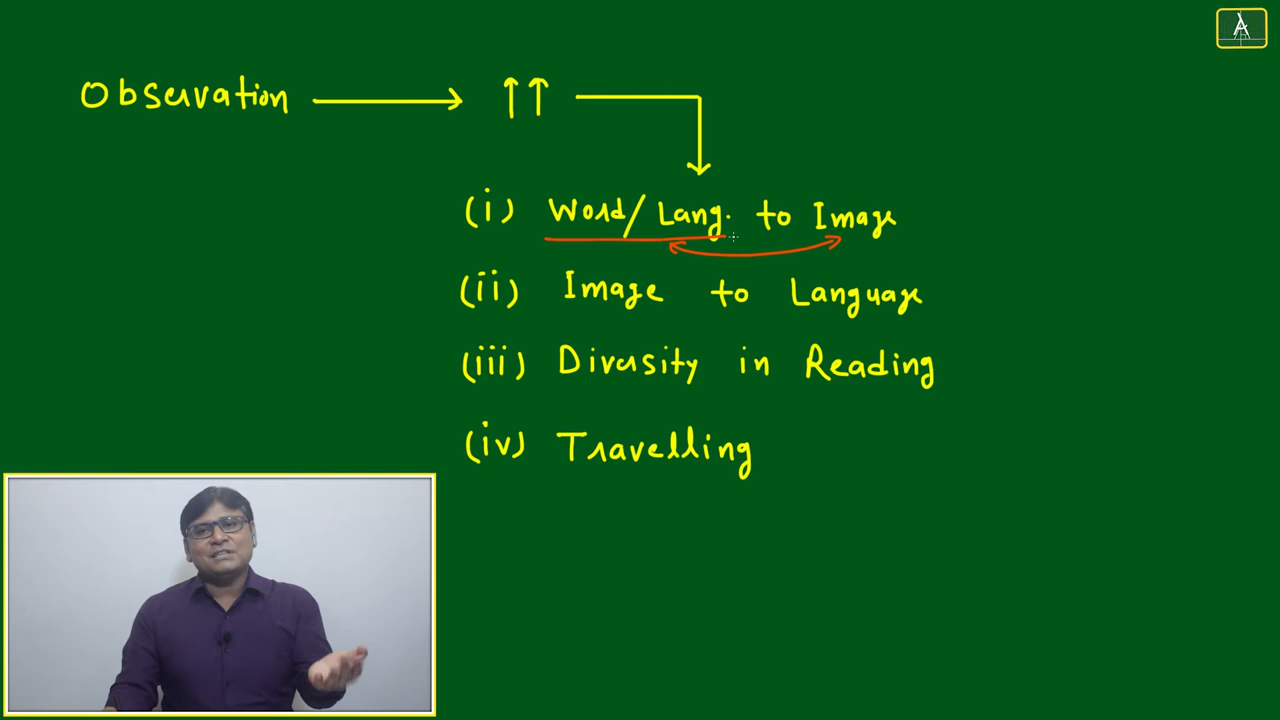 Observation → ↑↑
(i) Word/Lang. to Image
(ii) Image to Language
(iii) Diversity in Reading
(iv) Travelling
A